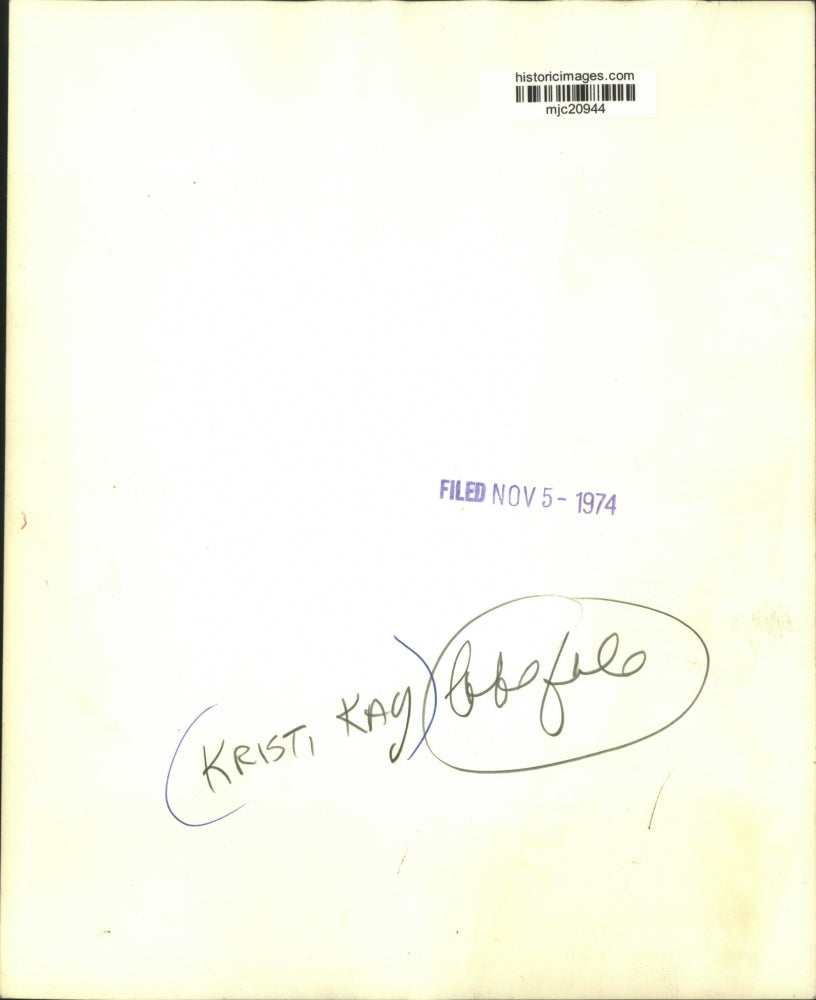 historicimages.com
mjc20944
FILED NOV 5 - 1974
(KRISTI KAY)